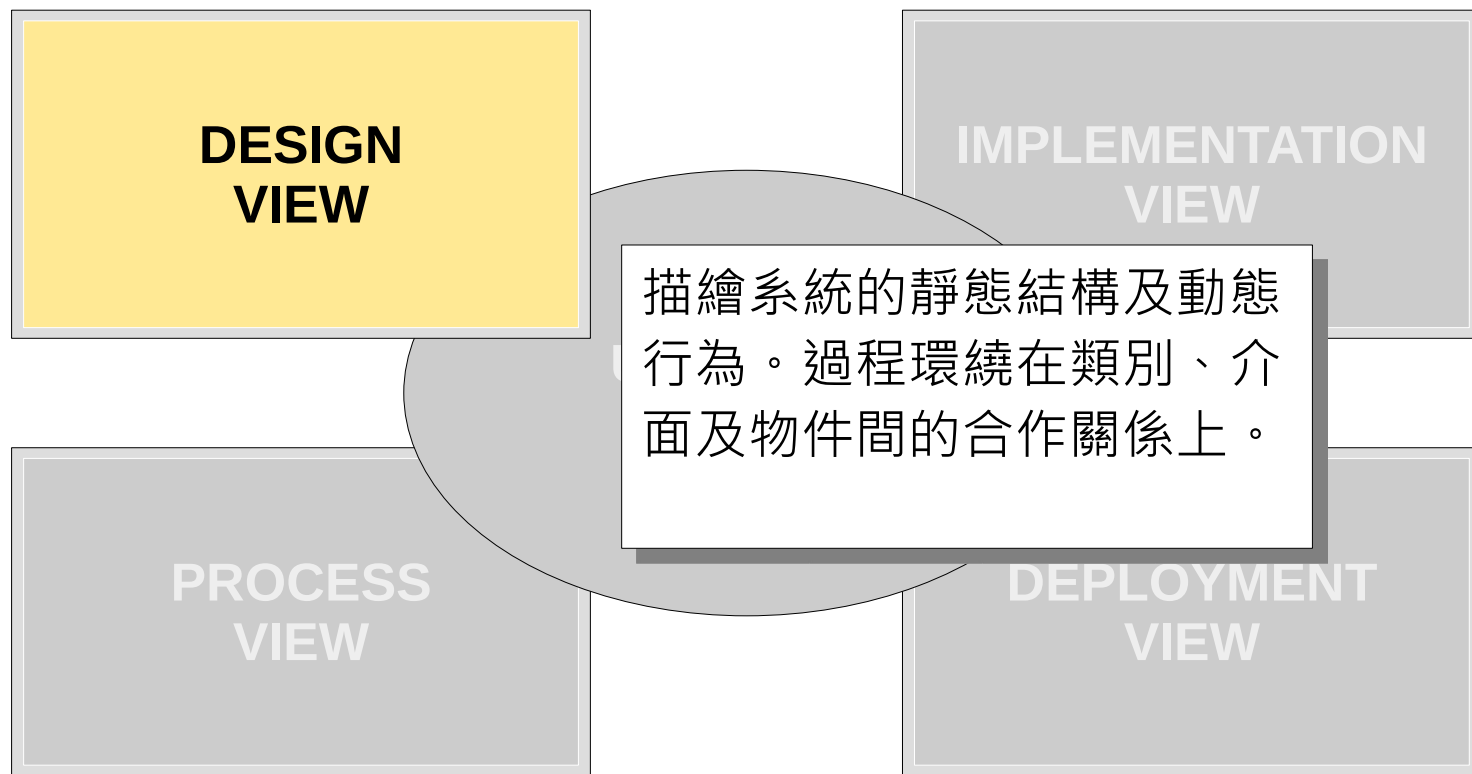 DESIGN
VIEW
IMPLEMENTATION
VIEW
描繪系統的靜態結構及動態
行為。過程環繞在類別、介
面及物件間的合作關係上。
PROCESS
VIEW
DEPLOYMENT
VIEW